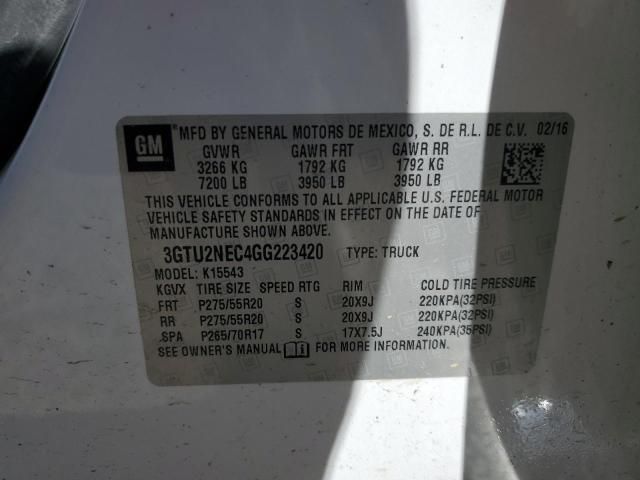 GM
MFD BY GENERAL MOTORS DE MEXICO, S. DE R.L. DE C.V. 02/16
GVWR GAWR FRT GAWR RR
3266 KG 1792 KG 1792 KG
7200 LB 3950 LB 3950 LB
THIS VEHICLE CONFORMS TO ALL APPLICABLE U.S. FEDERAL MOTOR
VEHICLE SAFETY STANDARDS IN EFFECT ON THE DATE OF
MANUFACTURE SHOWN ABOVE.
3GTU2NEC4GG223420 TYPE: TRUCK
MODEL: K15543
KGVX TIRE SIZE SPEED RTG RIM COLD TIRE PRESSURE
FRT P275/55R20 S 20X9J 220KPA(32PSI)
RR P275/55R20 S 20X9J 220KPA(32PSI)
SPA P265/70R17 S 17X7.5J 240KPA(35PSI)
SEE OWNER'S MANUAL FOR MORE INFORMATION.